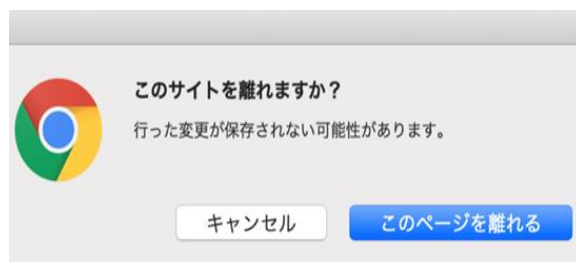 このサイトを離れますか？
行った変更が保存されない可能性があります。
キャンセル
このページを離れる